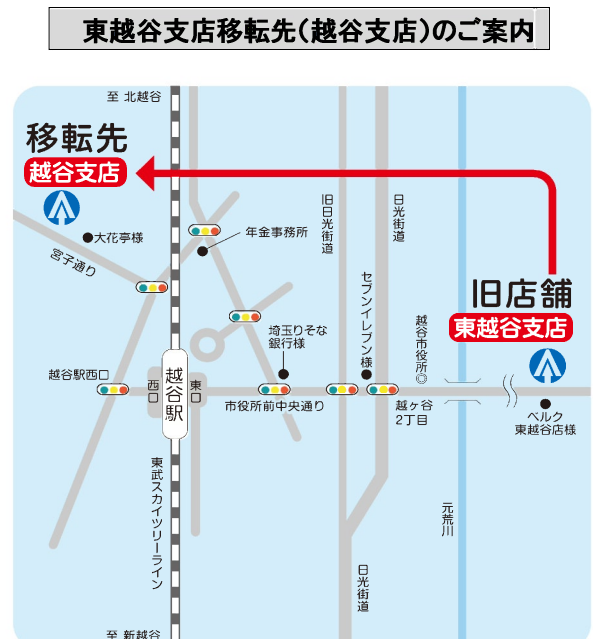 東越谷支店移転先（越谷支店）のご案内
至 北越谷
移転先
越谷支店
大花亭様
宮子通り
年金事務所
旧日光街道
日光街道
旧店舗
東越谷支店
セブンイレブン様
越谷市役所◎
埼玉りそな
銀行様
越谷駅西口
西口
越谷駅
東口
市役所前中央通り
越ヶ谷
2丁目
ベルク
東越谷店様
東武スカイツリーライン
元荒川
日光街道
至 新越谷